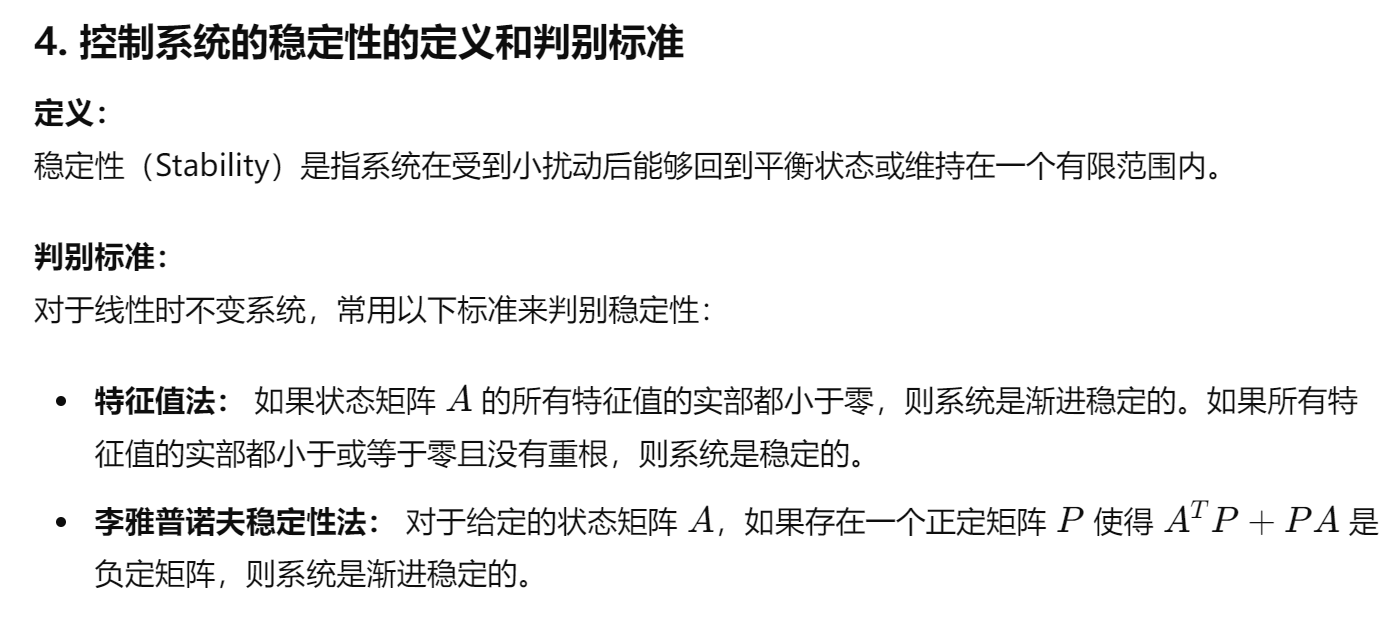 4. 控制系统的稳定性的定义和判别标准
定义：
稳定性（Stability）是指系统在受到小扰动后能够回到平衡状态或维持在一个有限范围内。
判别标准：
对于线性时不变系统，常用以下标准来判别稳定性：
• 特征值法： 如果状态矩阵 A 的所有特征值的实部都小于零，则系统是渐进稳定的。如果所有特
征值的实部都小于或等于零且没有重根，则系统是稳定的。
• 李雅普诺夫稳定性法： 对于给定的状态矩阵 A，如果存在一个正定矩阵 P 使得 A^T P + PA 是
负定矩阵，则系统是渐进稳定的。